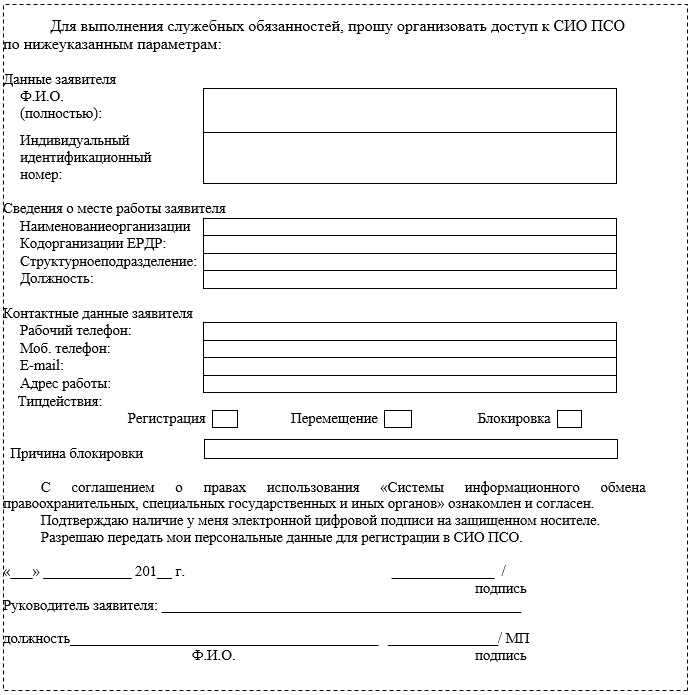 Для выполнения служебных обязанностей, прошу организовать доступ к СИО ПСО
по нижеуказанным параметрам:
Данные заявителя
Ф.И.О.
(полностью):
Индивидуальный
идентификационный
номер:
Сведения о месте работы заявителя
Наименованиеорганизации
Кодорганизации ЕРДР:
Структурноеподразделение:
Должность:
Контактные данные заявителя
Рабочий телефон:
Моб. телефон:
E-mail:
Адрес работы:
Типдействия:
Регистрация Перемещение Блокировка
Причина блокировки
С соглашением о правах использования «Системы информационного обмена
правоохранительных, специальных государственных и иных органов» ознакомлен и согласен.
Подтверждаю наличие у меня электронной цифровой подписи на защищенном носителе.
Разрешаю передать мои персональные данные для регистрации в СИО ПСО.
«___» ____________ 201__ г. ______________ /
подпись
Руководитель заявителя: _________________________________________________
должность__________________________________________ _______________/ МП
Ф.И.О. подпись